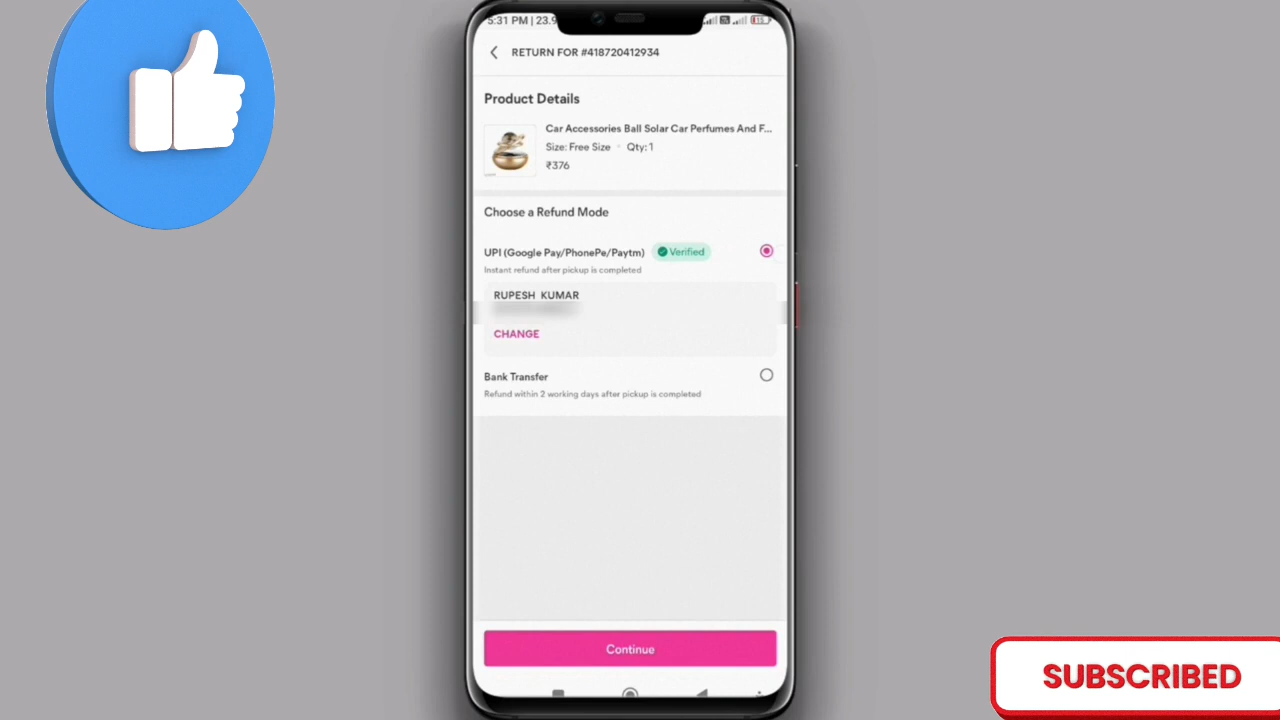 5:31 PM | 23.9
RETURN FOR #418720412934
Product Details
Car Accessories Ball Solar Car Perfumes And F...
Size: Free Size • Qty: 1
₹376
Choose a Refund Mode
UPI (Google Pay/PhonePe/Paytm) Verified
Instant refund after pickup is completed
RUPESH KUMAR
CHANGE
Bank Transfer
Refund within 2 working days after pickup is completed
Continue
SUBSCRIBED